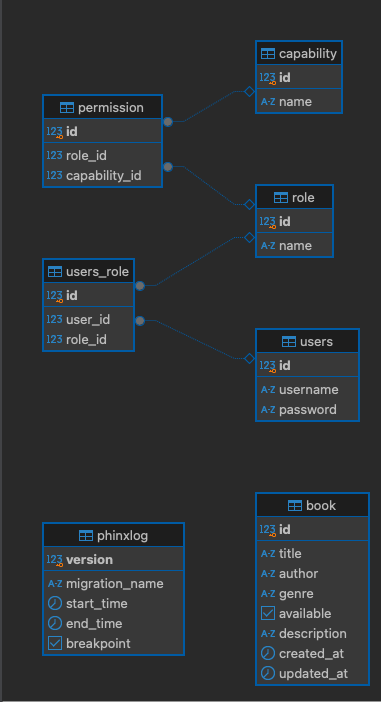 capability
123 id
A-Z name
permission
123 id
123 role_id
123 capability_id
role
123 id
A-Z name
users_role
123 id
123 user_id
123 role_id
users
123 id
A-Z username
A-Z password
book
123 id
A-Z title
A-Z author
A-Z genre
available
A-Z description
created_at
updated_at
phinxlog
123 version
A-Z migration_name
start_time
end_time
breakpoint